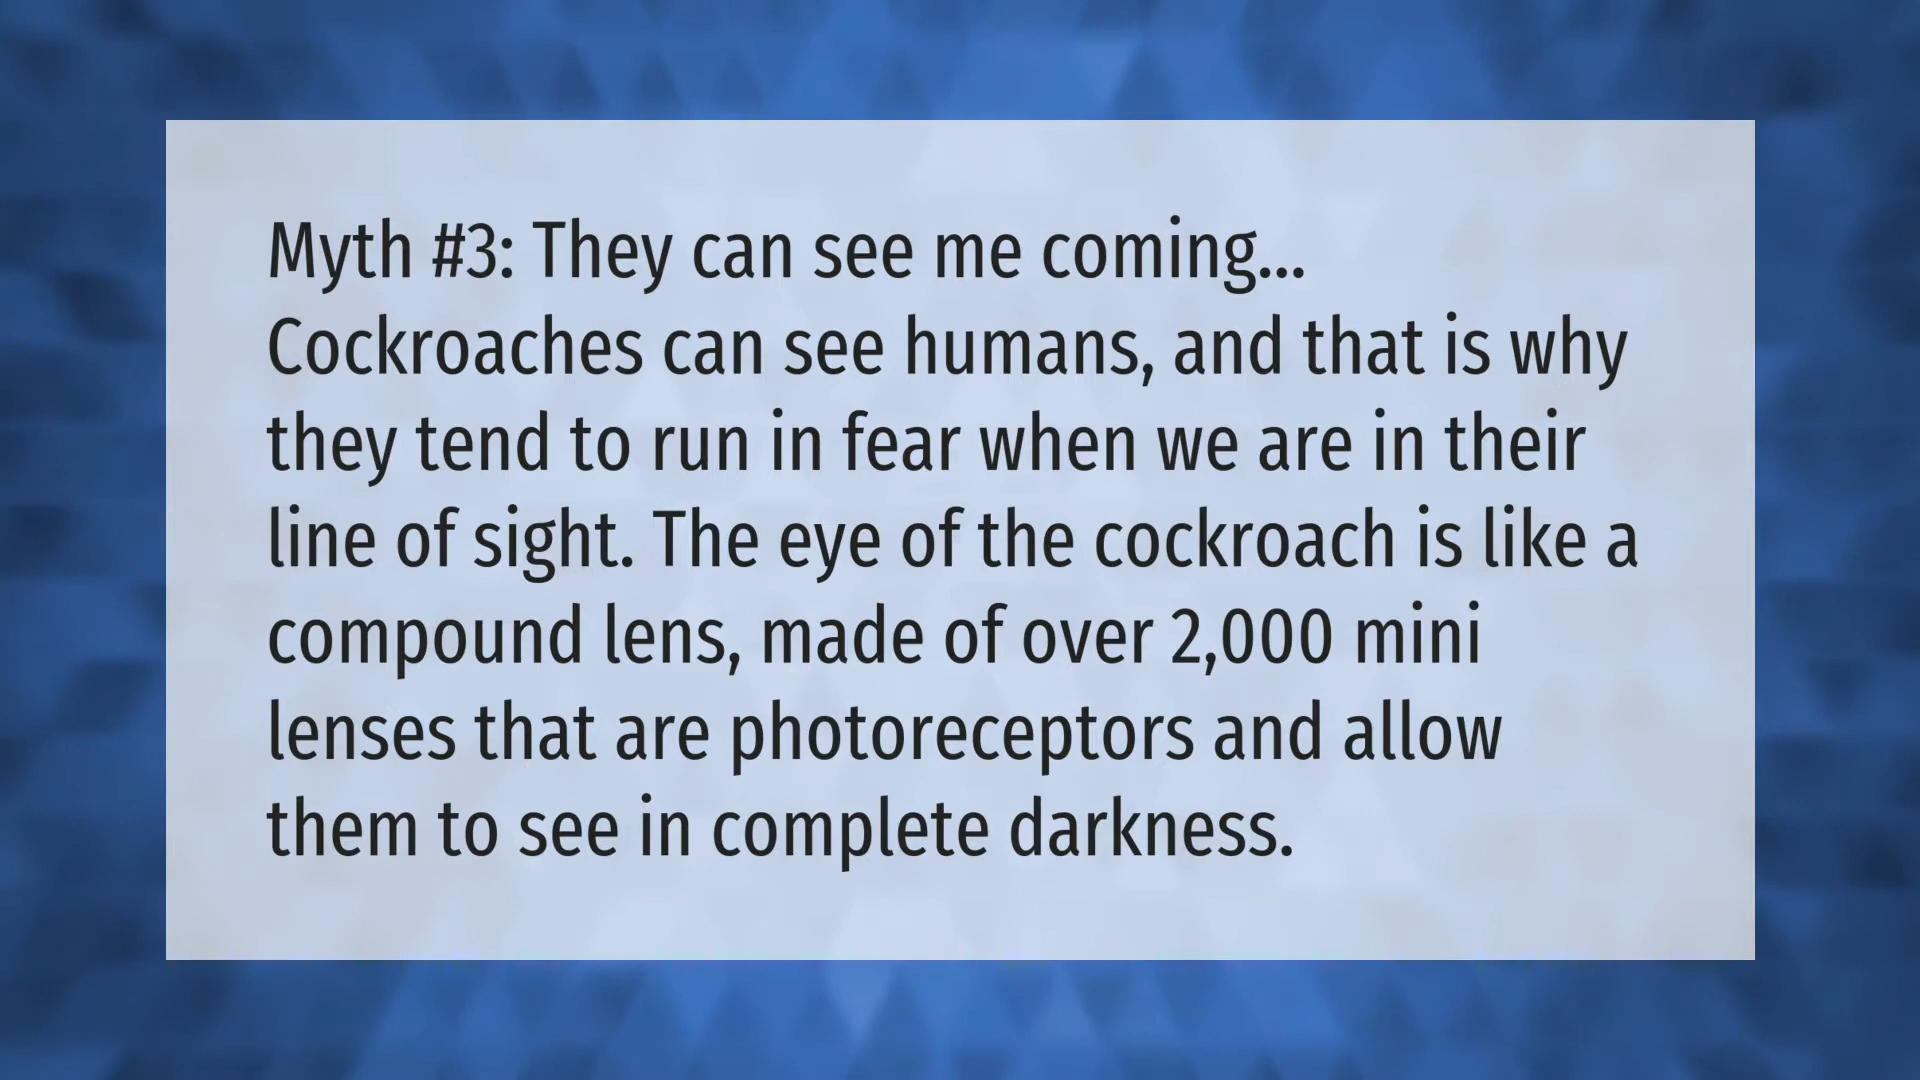 Myth #3: They can see me coming...
Cockroaches can see humans, and that is why
they tend to run in fear when we are in their
line of sight. The eye of the cockroach is like a
compound lens, made of over 2,000 mini
lenses that are photoreceptors and allow
them to see in complete darkness.